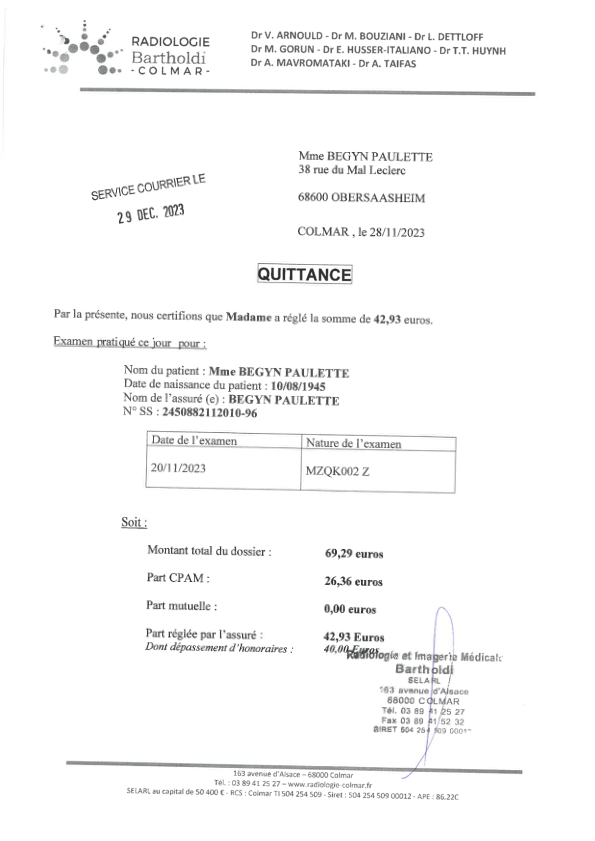 RADIOLOGIE
Bartholdi
- COLMAR -
Dr V. ARNOULD - Dr M. BOUZIANI - Dr L. DETTLOFF
Dr M. GORUN - Dr E. HUSSER-ITALIANO - Dr T.T. HUYNH
Dr A. MAVROMATAKI - Dr A. TAIFAS
Mme BEGYN PAULETTE
38 rue du Mal Leclerc
68600 OBERSAASHEIM
SERVICE COURRIER LE
29 DEC. 2023
COLMAR , le 28/11/2023
QUITTANCE
Par la présente, nous certifions que Madame a réglé la somme de 42,93 euros.
Examen pratiqué ce jour pour :
Nom du patient : Mme BEGYN PAULETTE
Date de naissance du patient : 10/08/1945
Nom de l'assuré (e) : BEGYN PAULETTE
N° SS : 2450882112010-96
Date de l'examen Nature de l'examen
20/11/2023 MZQK002 Z
Soit :
Montant total du dossier : 69,29 euros
Part CPAM : 26,36 euros
Part mutuelle : 0,00 euros
Part réglée par l'assuré : 42,93 Euros
Dont dépassement d'honoraires : 40,00 Euros
Radiologie et Imagerie Médicale
Bartholdi
SELARL
163 avenue d'Alsace
68000 COLMAR
Tél. 03 89 41 25 27
Fax 03 89 41 52 32
SIRET 504 254 509
163 avenue d'Alsace – 68000 Colmar
Tél. : 03 89 41 25 27 – www.radiologie-colmar.fr
SELARL au capital de 50 400 € - RCS : Colmar TI 504 254 509 - Siret : 504 254 509 00012 - APE : 86.22C